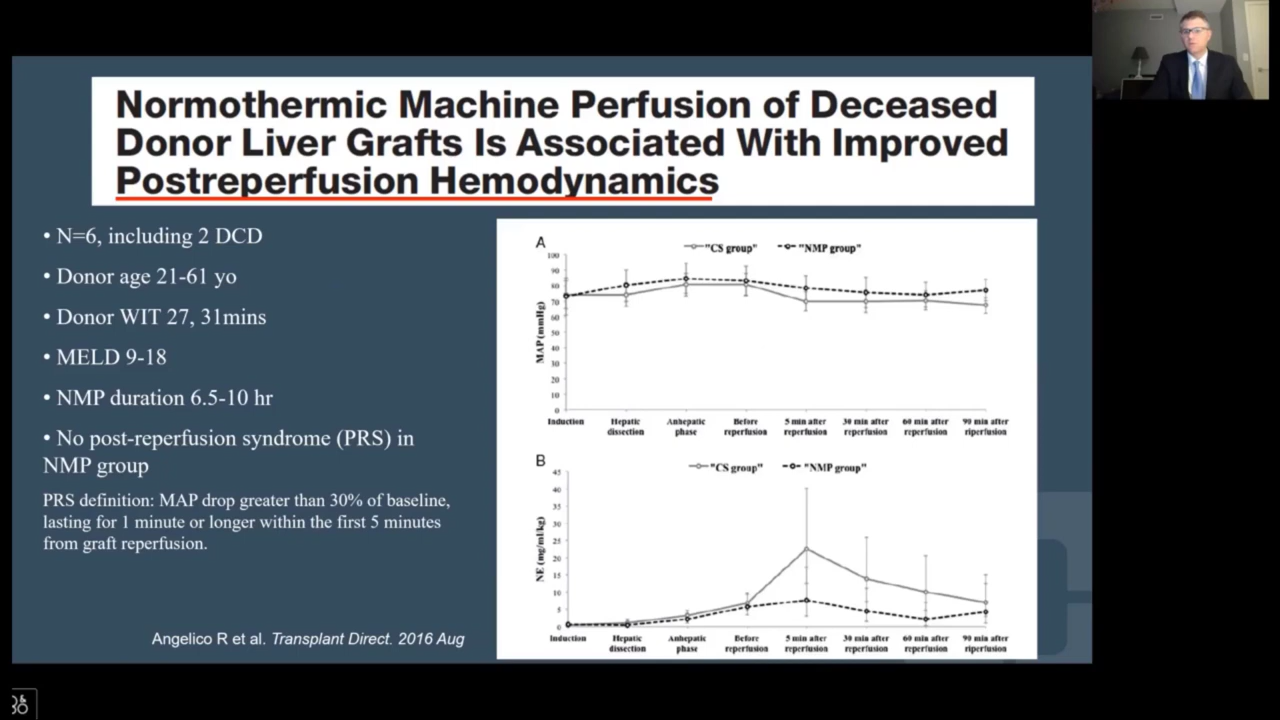 Normothermic Machine Perfusion of Deceased
Donor Liver Grafts Is Associated With Improved
Postreperfusion Hemodynamics
• N=6, including 2 DCD
• Donor age 21-61 yo
• Donor WIT 27, 31mins
• MELD 9-18
• NMP duration 6.5-10 hr
• No post-reperfusion syndrome (PRS) in
NMP group
PRS definition: MAP drop greater than 30% of baseline,
lasting for 1 minute or longer within the first 5 minutes
from graft reperfusion.
Angelico R et al. Transplant Direct. 2016 Aug
A
"CS group" "NMP group"
MAP (mmHg)
100
90
80
70
60
50
40
30
20
10
0
Induction Hepatic dissection Anhepatic phase Before reperfusion 5 min after reperfusion 30 min after reperfusion 60 min after reperfusion 90 min after riperfusion
B
"CS group" "NMP group"
NE (mg/ml/kg)
45
40
35
30
25
20
15
10
5
0
Induction Hepatic dissection Anhepatic phase Before reperfusion 5 min after reperfusion 30 min after reperfusion 60 min after reperfusion 90 min after riperfusion